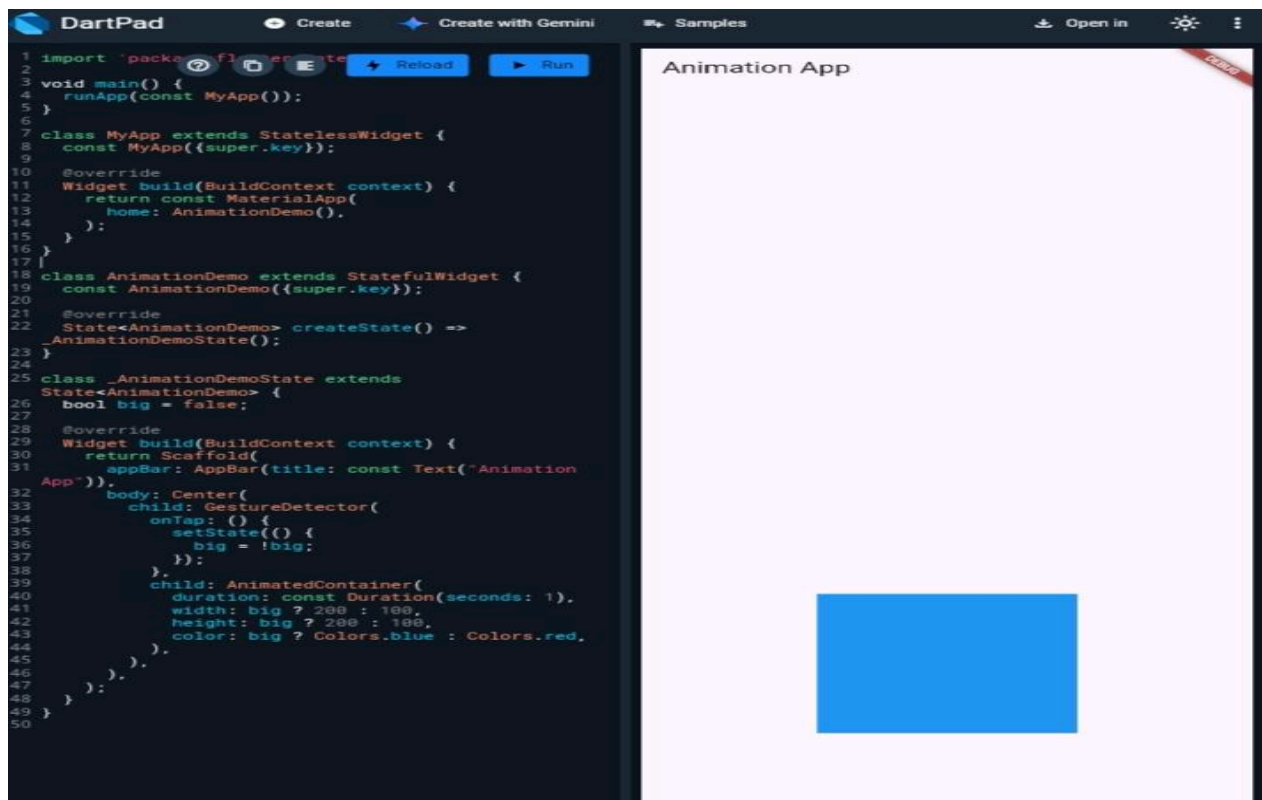 DartPad
Create
Create with Gemini
Samples
Open in
1 import 'packa
Reload
Run
2
3 void main() {
4 runApp(const MyApp());
5 }
6
7 class MyApp extends StatelessWidget {
8 const MyApp({super.key});
9
10 @override
11 Widget build(BuildContext context) {
12 return const MaterialApp(
13 home: AnimationDemo(),
14 );
15 }
16 }
17
18 class AnimationDemo extends StatefulWidget {
19 const AnimationDemo({super.key});
20
21 @override
22 State<AnimationDemo> createState() =>
_AnimationDemoState();
23 }
24
25 class _AnimationDemoState extends
State<AnimationDemo> {
26 bool big = false;
27
28 @override
29 Widget build(BuildContext context) {
30 return Scaffold(
31 appBar: AppBar(title: const Text("Animation
App")),
32 body: Center(
33 child: GestureDetector(
34 onTap: () {
35 setState(() {
36 big = !big;
37 });
38 },
39 child: AnimatedContainer(
40 duration: const Duration(seconds: 1),
41 width: big ? 200 : 100,
42 height: big ? 200 : 100,
43 color: big ? Colors.blue : Colors.red,
44 ),
45 ),
46 ),
47 );
48 }
49 }
50
Animation App
DEBUG